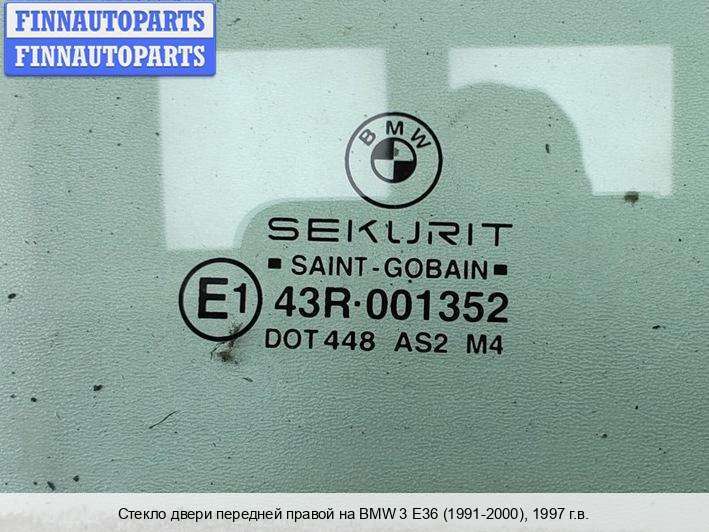 FINNAUTOPARTS
FINNAUTOPARTS
BMW
SEKURIT
SAINT-GOBAIN
E1 43R·001352
DOT 448 AS2 M4
Стекло двери передней правой на BMW 3 E36 (1991-2000), 1997 г.в.